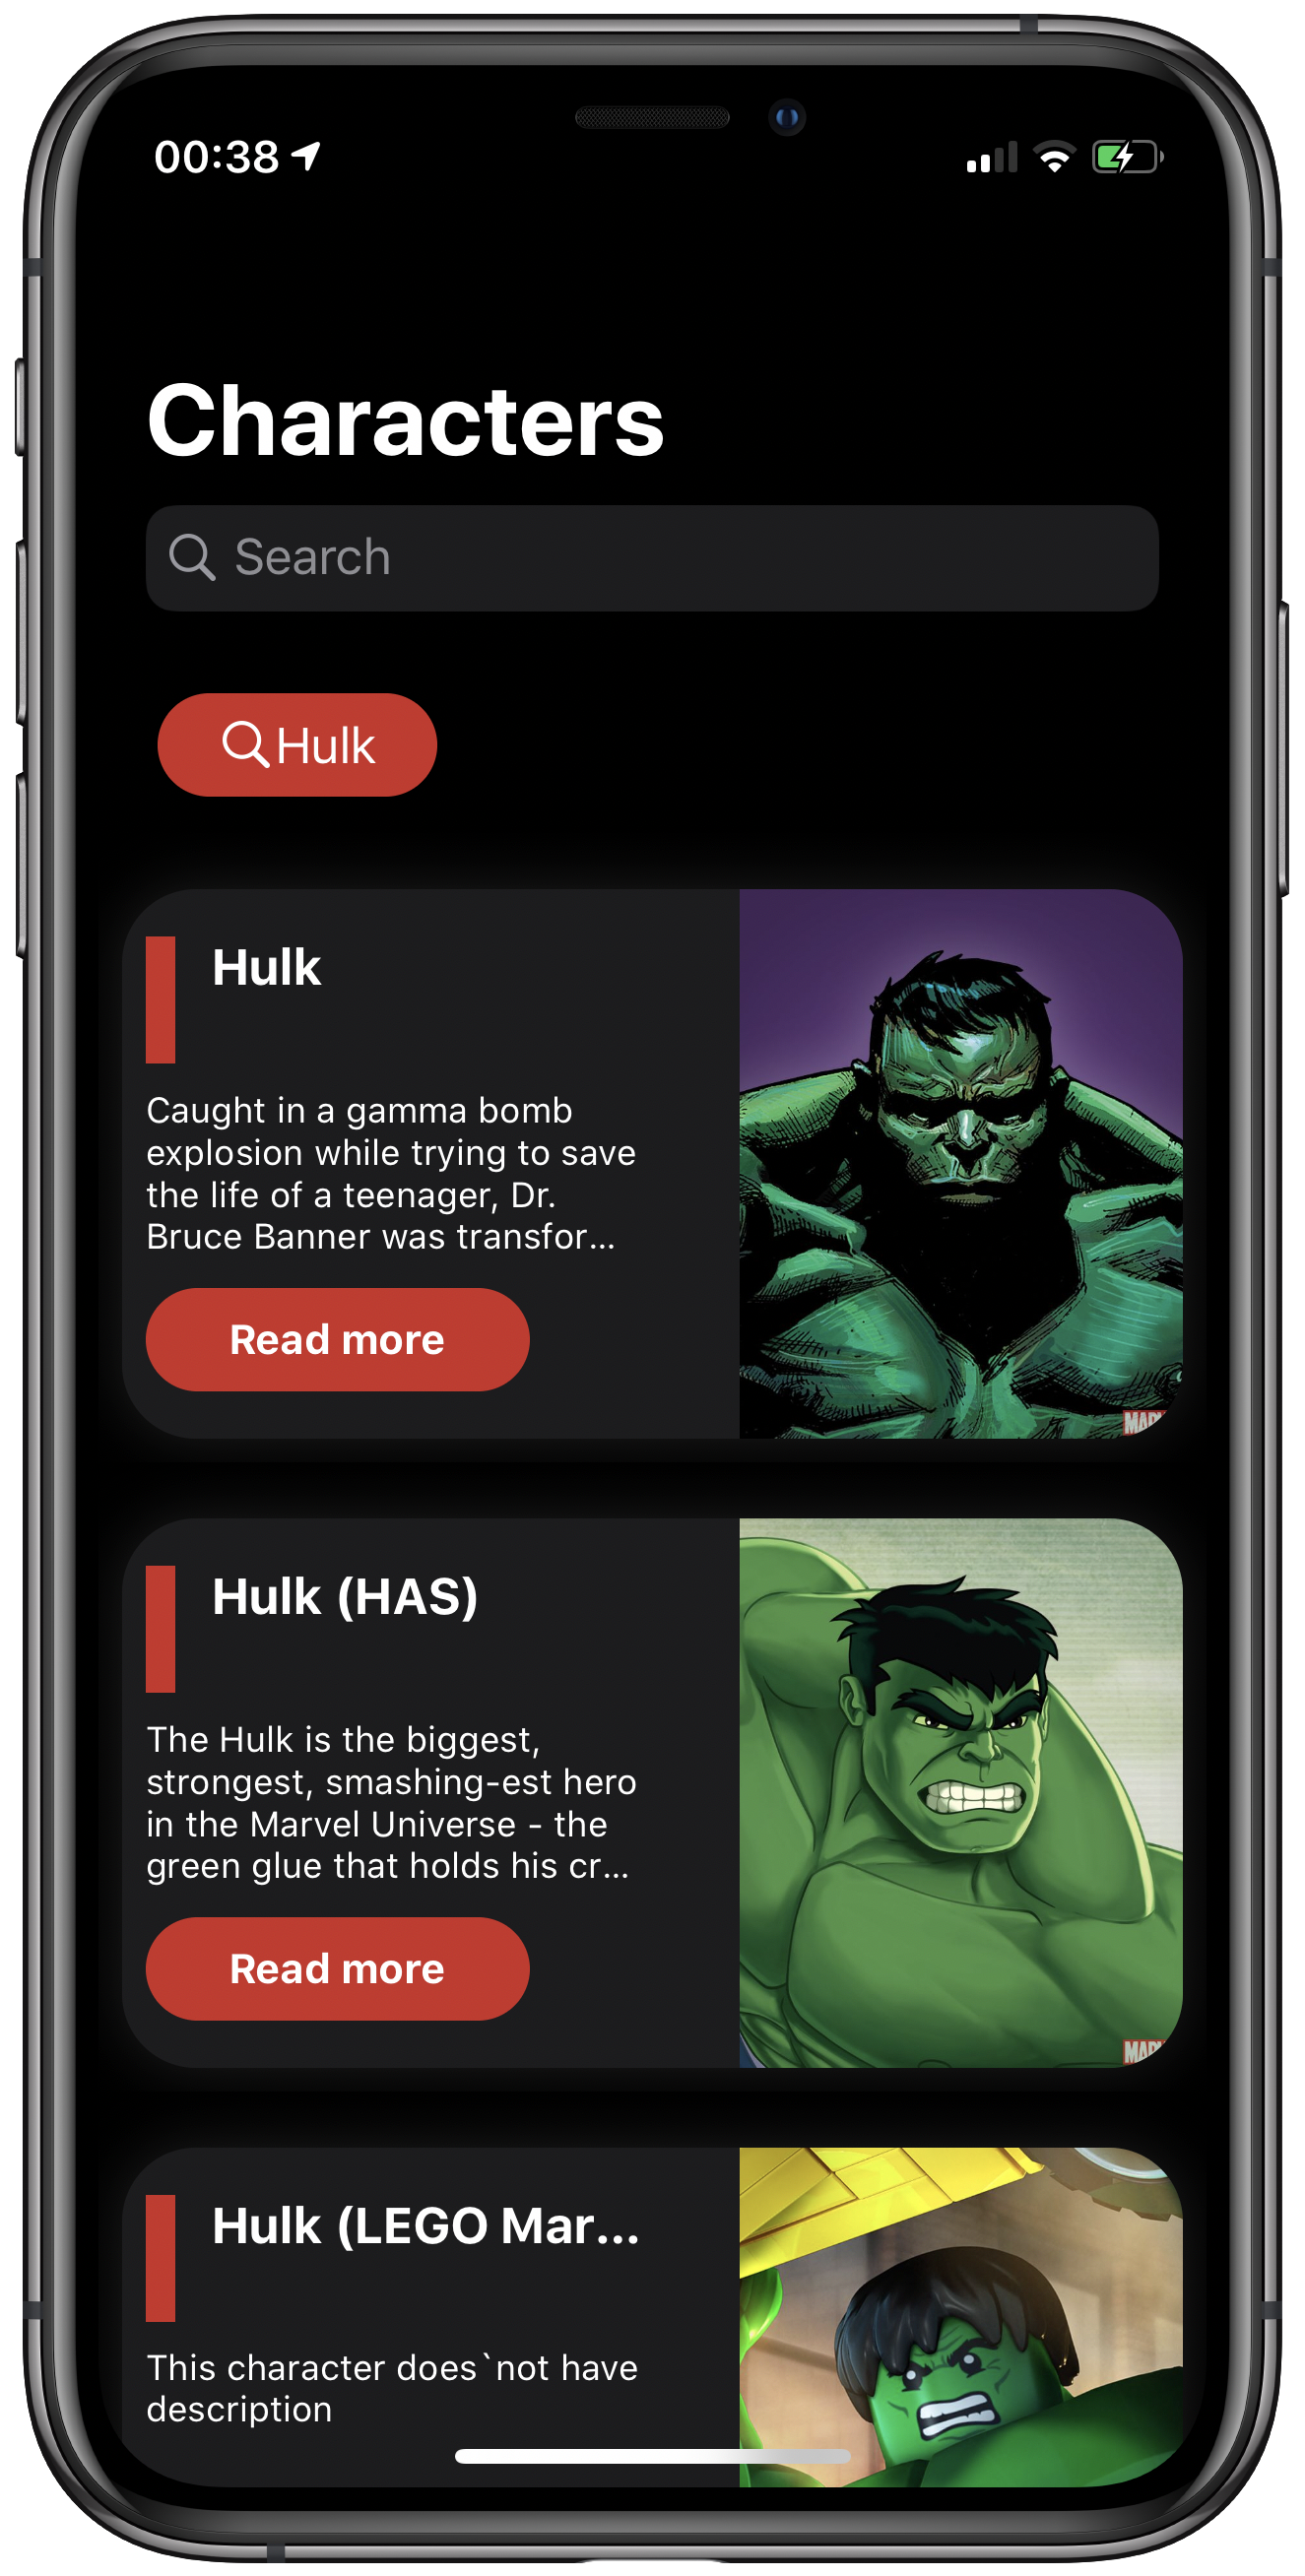 00:38
Characters
Search
Hulk
Hulk
Caught in a gamma bomb
explosion while trying to save
the life of a teenager, Dr.
Bruce Banner was transfor...
Read more
Hulk (HAS)
The Hulk is the biggest,
strongest, smashing-est hero
in the Marvel Universe - the
green glue that holds his cr...
Read more
Hulk (LEGO Mar...
This character does`not have
description